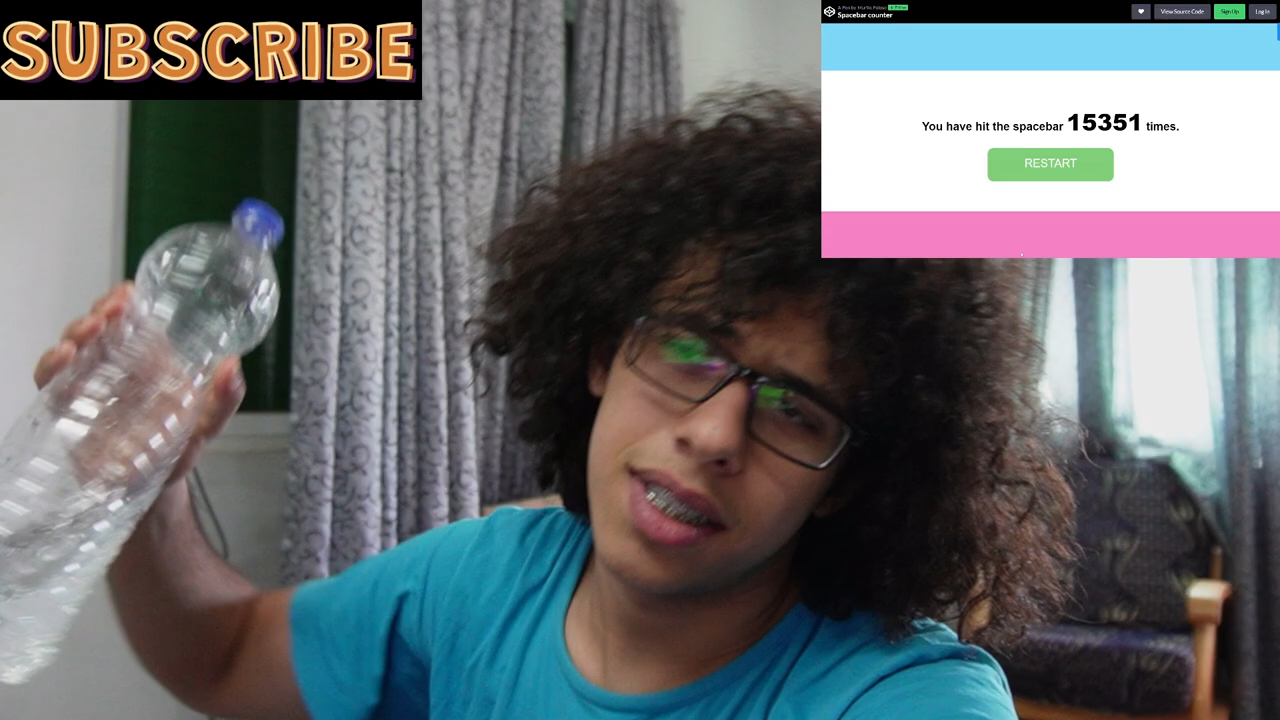 SUBSCRIBE
Spacebar counter
View Source Code
Sign Up
Log In
You have hit the spacebar 15351 times.
RESTART